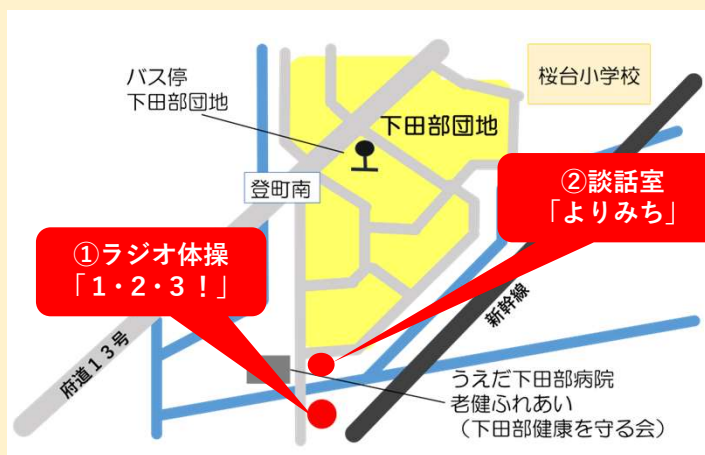 バス停
下田部団地
桜台小学校
下田部団地
登町南
②談話室
「よりみち」
①ラジオ体操
「1・2・3！」
新幹線
府道13号
うえだ下田部病院
老健ふれあい
（下田部健康を守る会）